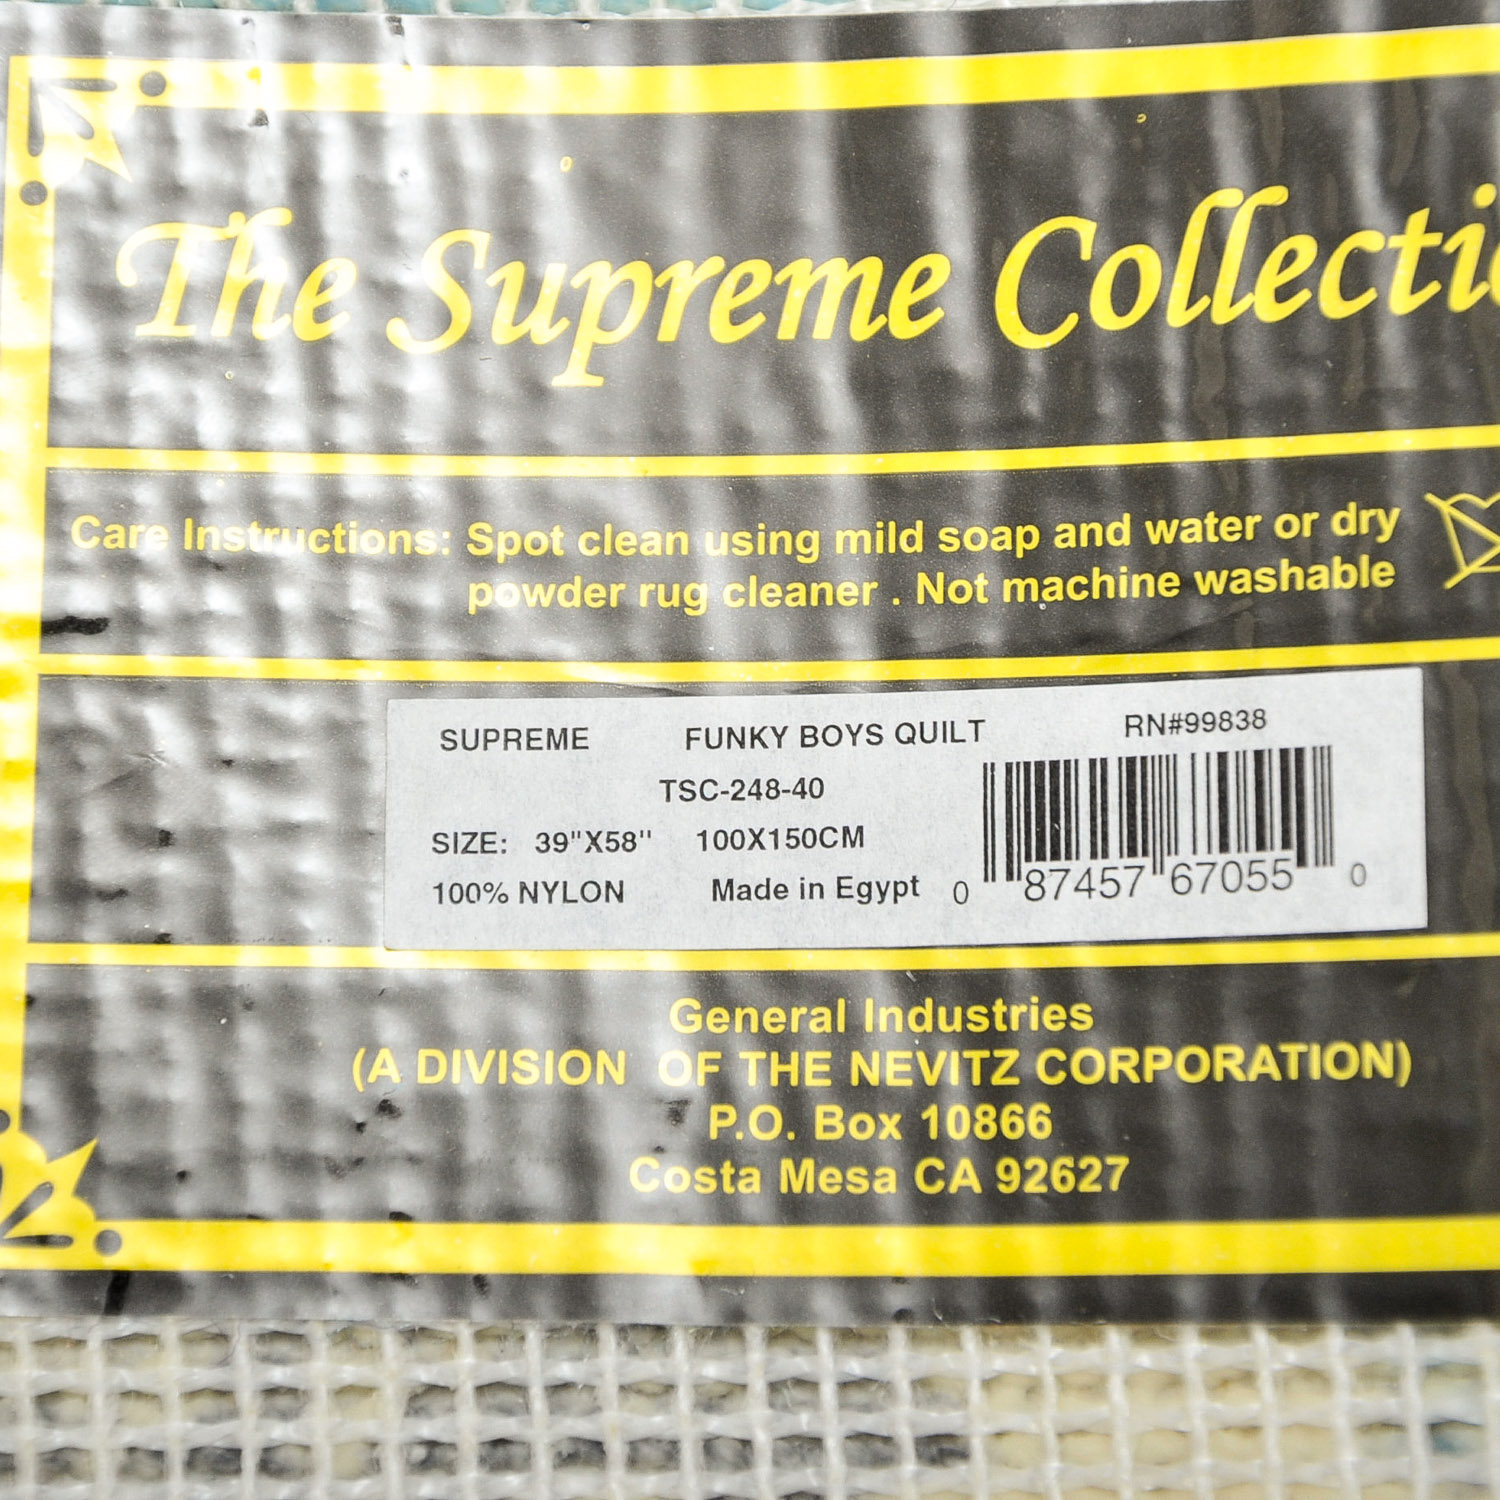 The Supreme Collectio
Care Instructions: Spot clean using mild soap and water or dry
powder rug cleaner . Not machine washable
SUPREME FUNKY BOYS QUILT RN#99838
TSC-248-40
SIZE: 39"X58" 100X150CM
100% NYLON Made in Egypt 0 87457 67055 0
General Industries
(A DIVISION OF THE NEVITZ CORPORATION)
P.O. Box 10866
Costa Mesa CA 92627